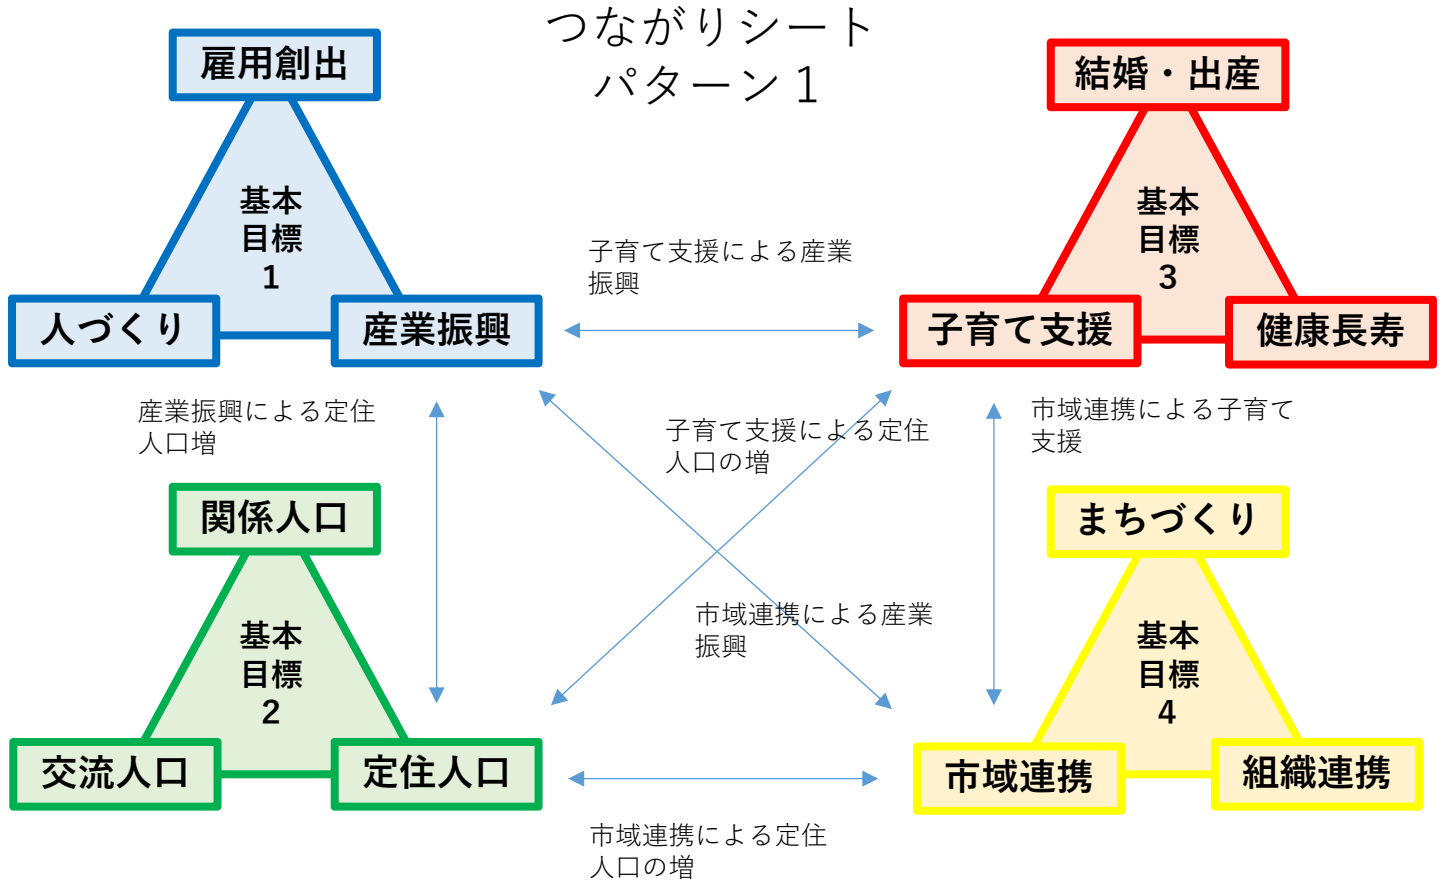 つながりシート
パターン１
雇用創出
基本
目標
1
人づくり
産業振興
結婚・出産
基本
目標
3
子育て支援
健康長寿
子育て支援による産業
振興
産業振興による定住
人口増
子育て支援による定住
人口の増
市域連携による子育て
支援
関係人口
基本
目標
2
交流人口
定住人口
市域連携による産業
振興
まちづくり
基本
目標
4
市域連携
組織連携
市域連携による定住
人口の増